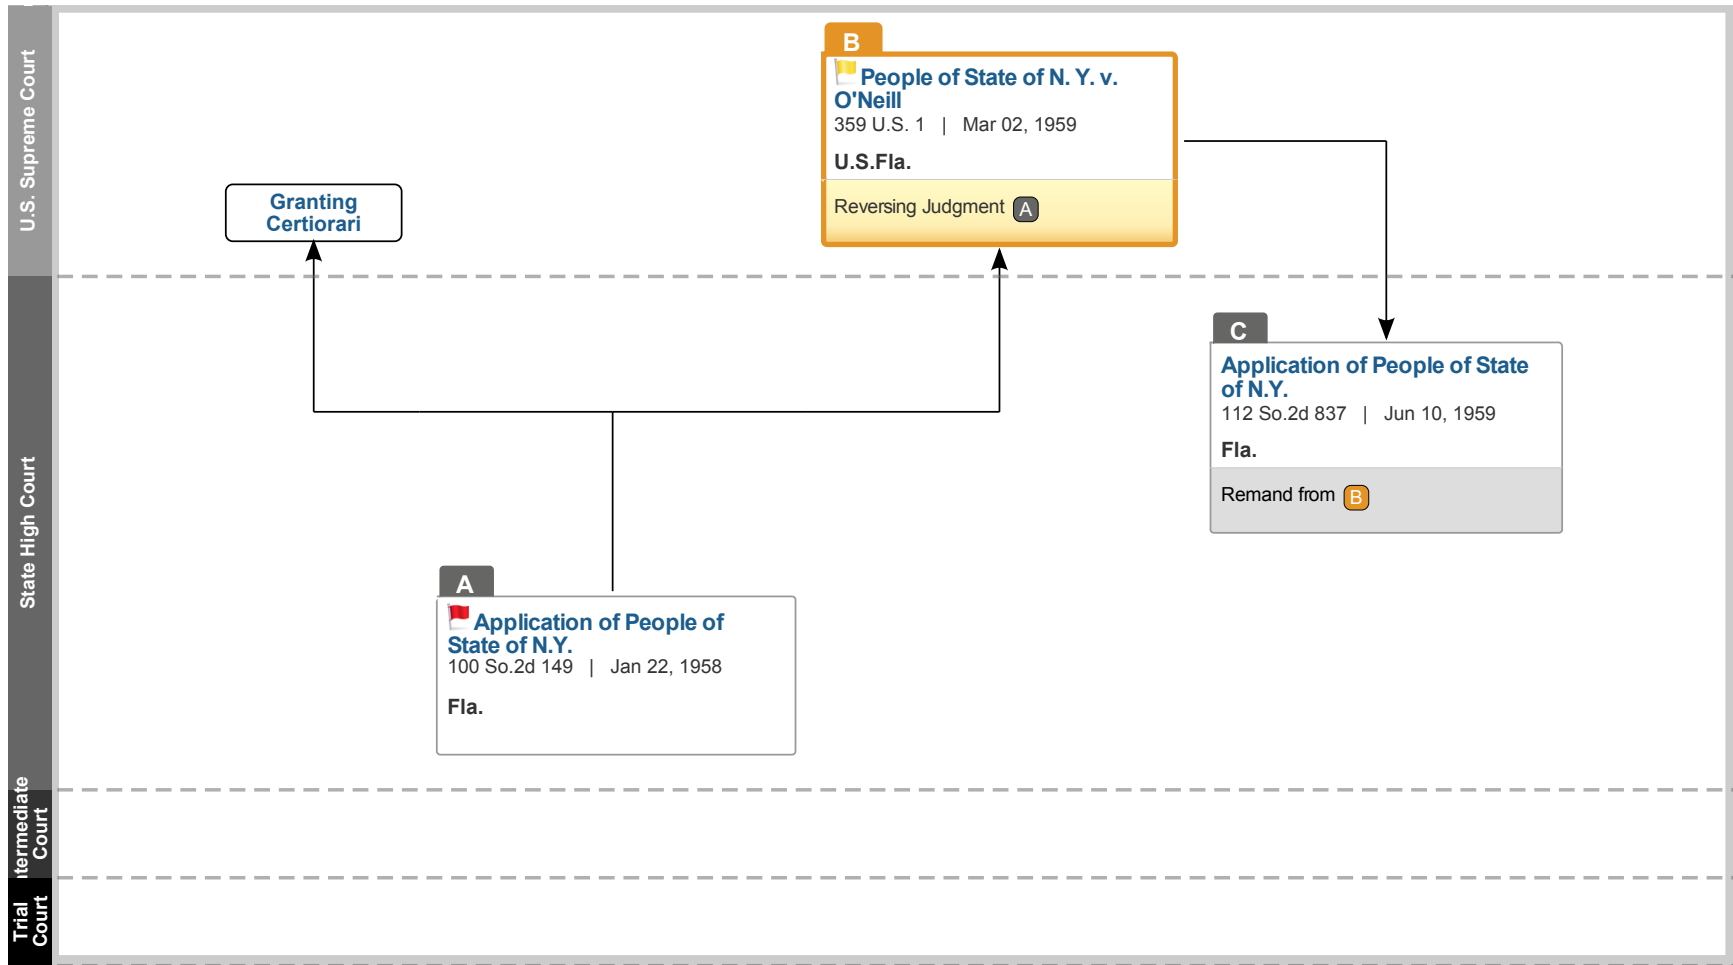 U.S. Supreme Court
B
People of State of N. Y. v.
O'Neill
359 U.S. 1 | Mar 02, 1959
U.S.Fla.
Reversing Judgment A
Granting
Certiorari
State High Court
C
Application of People of State
of N.Y.
112 So.2d 837 | Jun 10, 1959
Fla.
Remand from B
A
Application of People of
State of N.Y.
100 So.2d 149 | Jan 22, 1958
Fla.
ntermediate
Court
Trial
Court